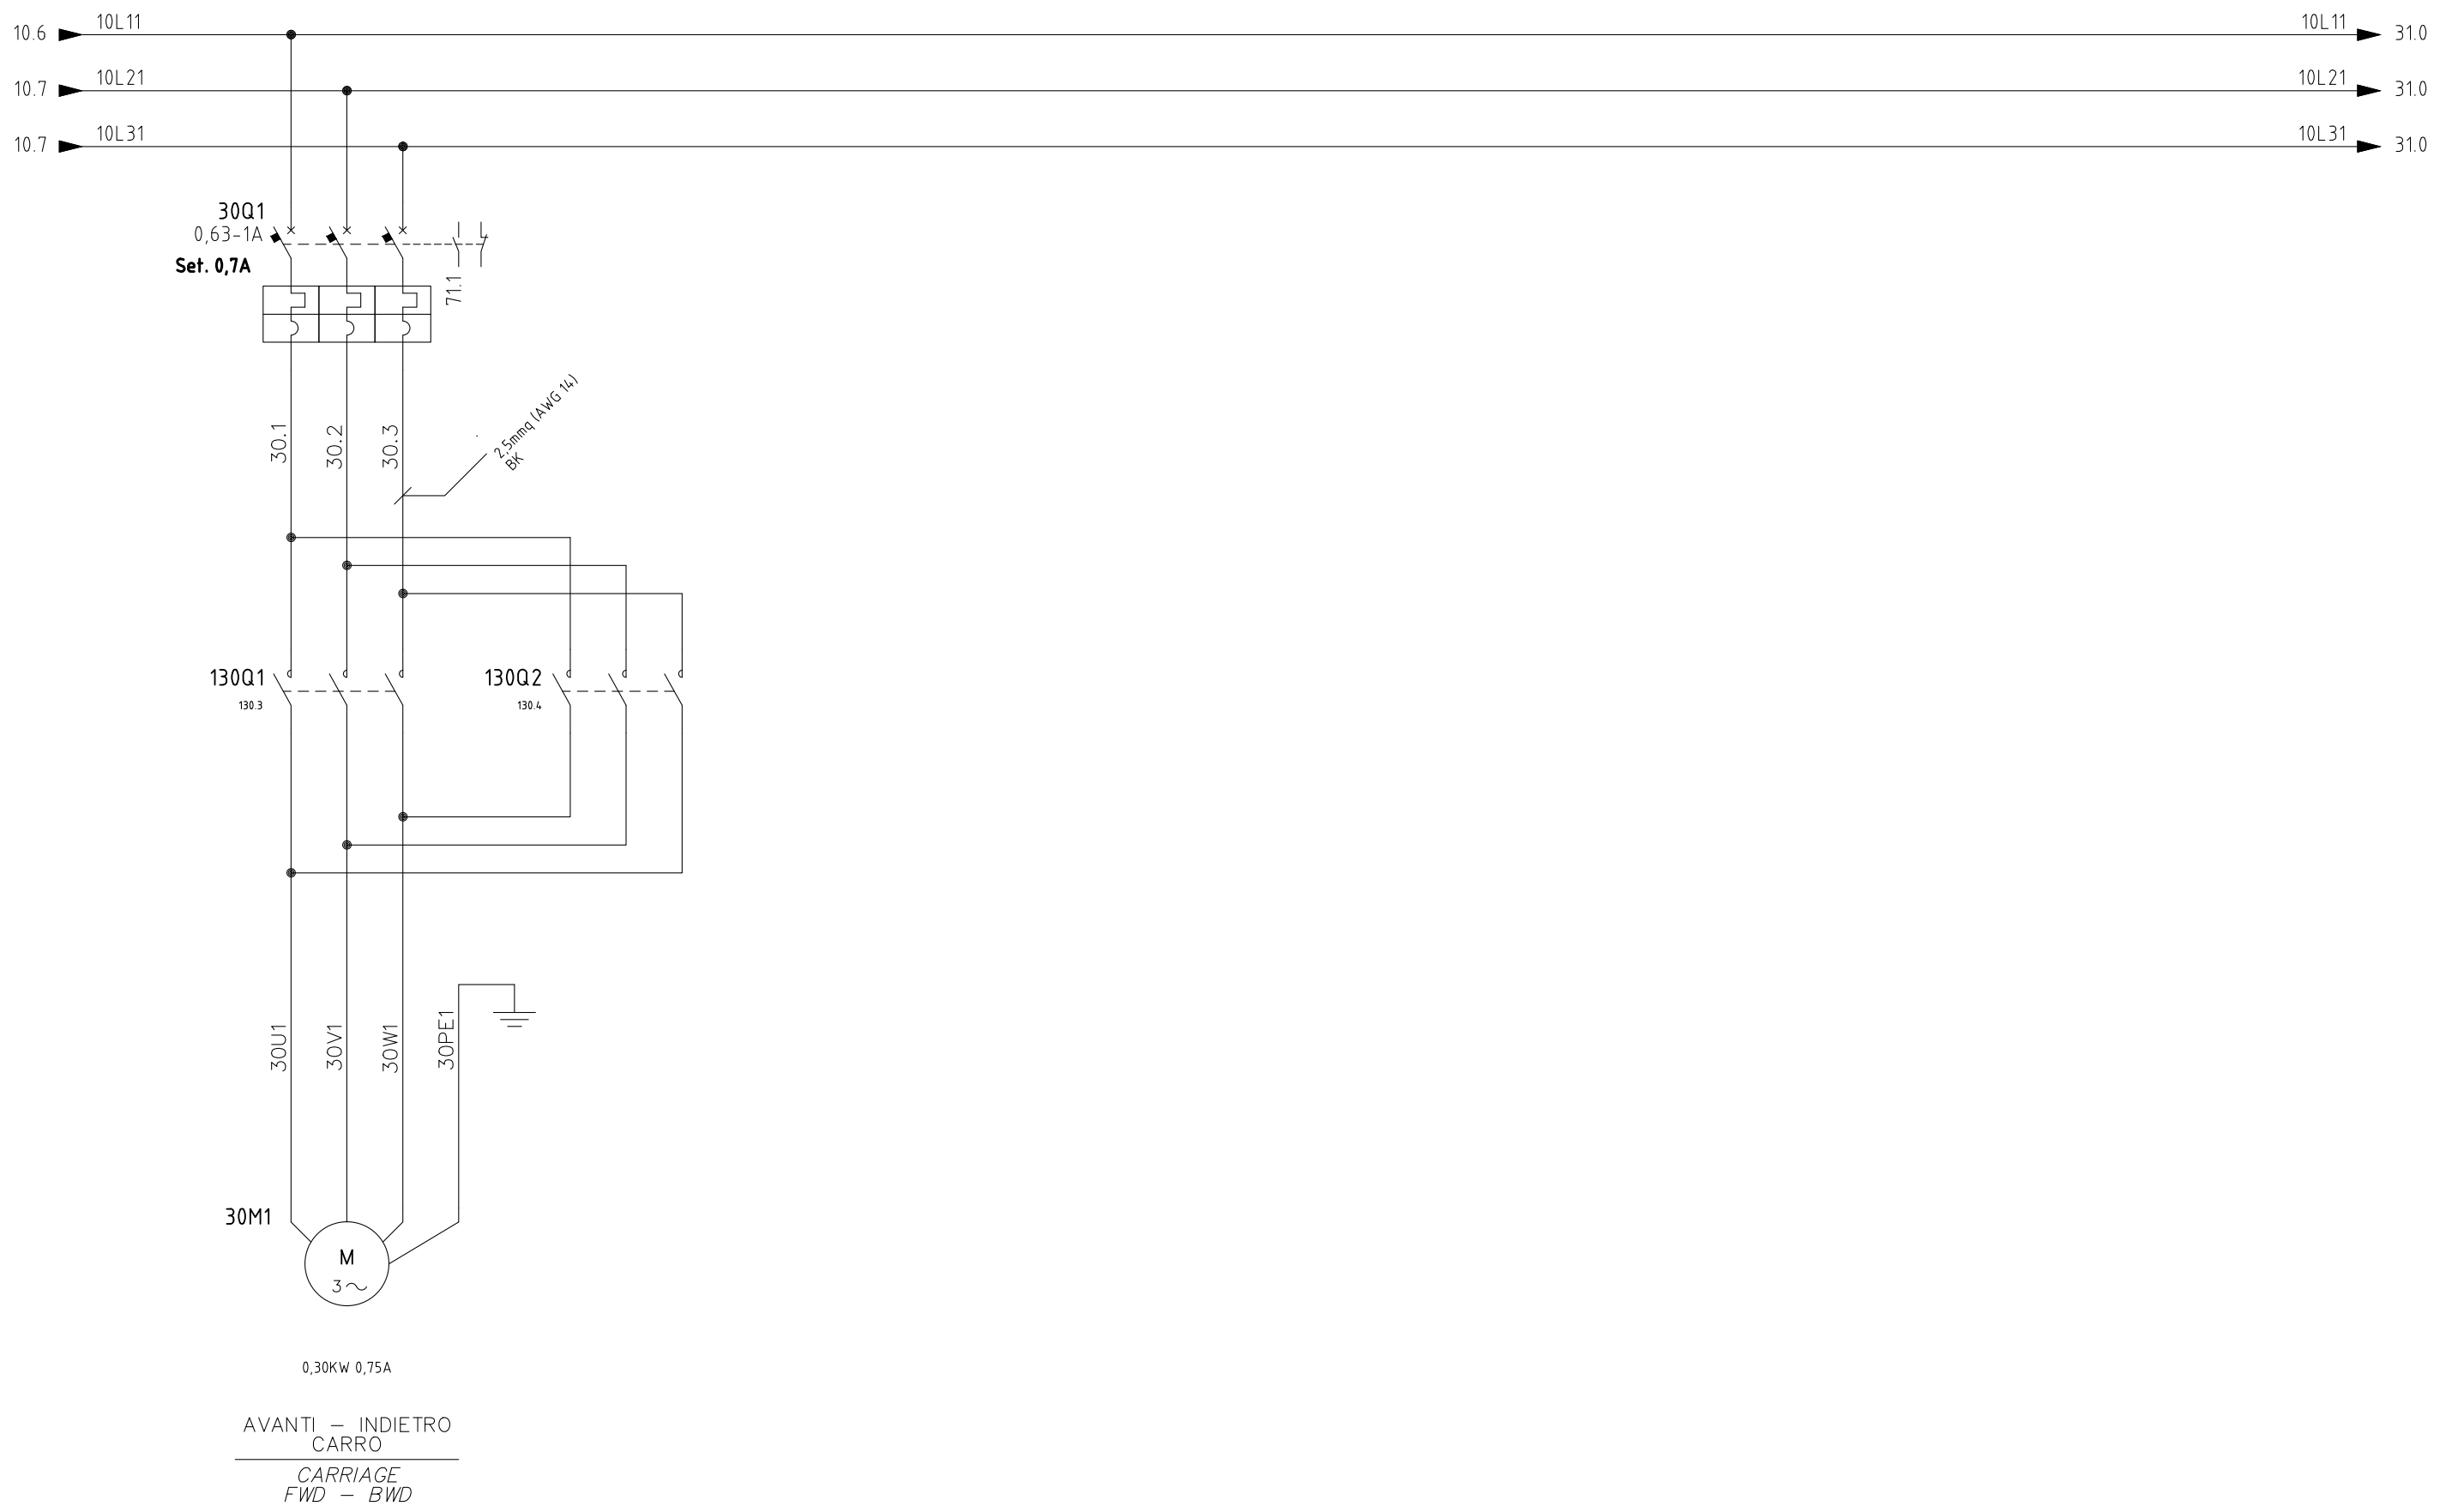 10.6 10L11 10L11 31.0
10.7 10L21 10L21 31.0
10.7 10L31 10L31 31.0
30Q1
0,63-1A
Set. 0,7A
71.1
30.1 30.2 30.3
2,5mmq (AWG 14)
BK
130Q1 130Q2
130.3 130.4
30U1 30V1 30W1 30PE1
30M1
M
3~
0,30KW 0,75A
AVANTI - INDIETRO
CARRO
CARRIAGE
FWD - BWD